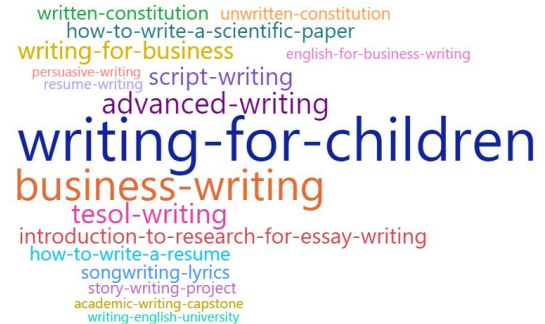 written-constitution unwritten-constitution
how-to-write-a-scientific-paper
writing-for-business english-for-business-writing
persuasive-writing script-writing
resume-writing
advanced-writing
writing-for-children
business-writing
tesol-writing
introduction-to-research-for-essay-writing
how-to-write-a-resume
songwriting-lyrics
story-writing-project
academic-writing-capstone
writing-english-university